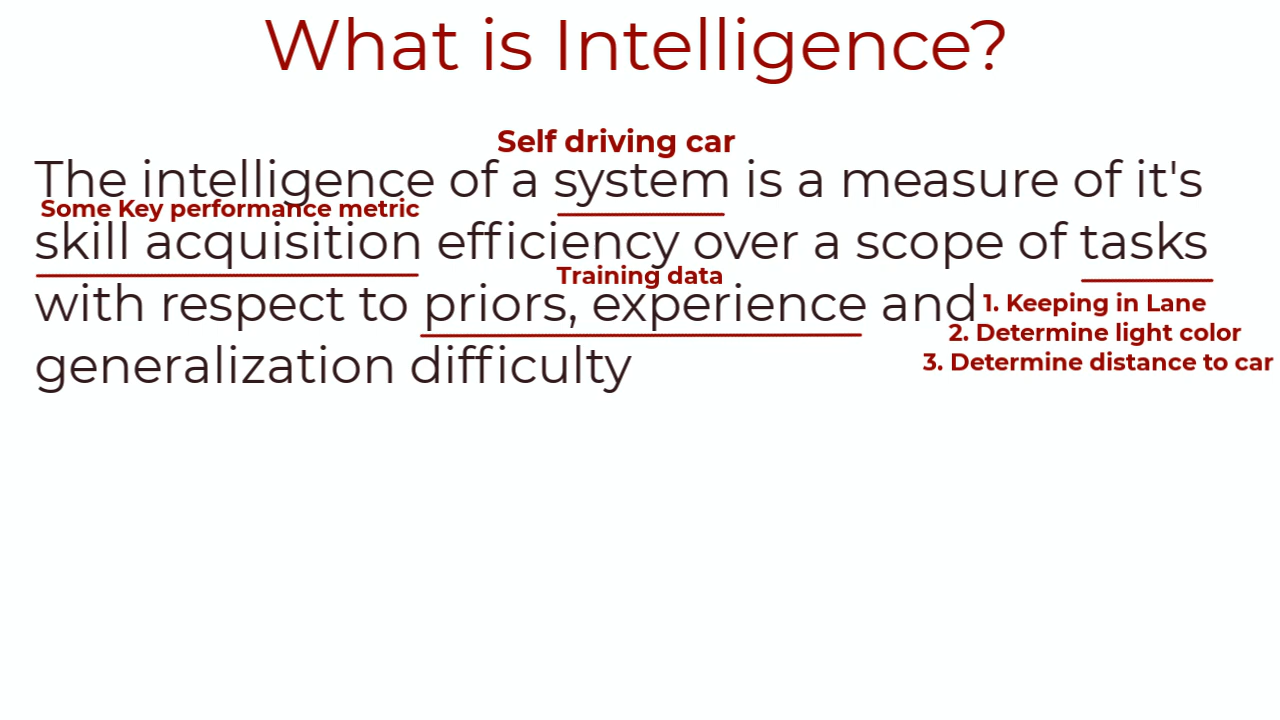 What is Intelligence?
Self driving car
The intelligence of a system is a measure of it's
Some Key performance metric
skill acquisition efficiency over a scope of tasks
Training data
with respect to priors, experience and
1. Keeping in Lane
2. Determine light color
3. Determine distance to car
generalization difficulty